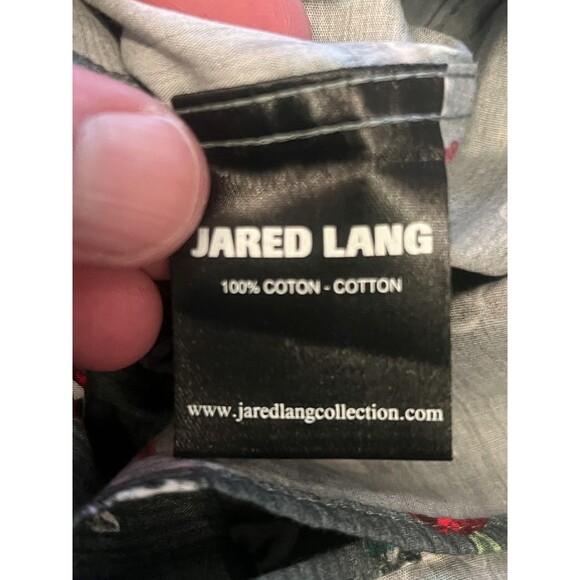 JARED LANG
100% COTON - COTTON
www.jaredlangcollection.com